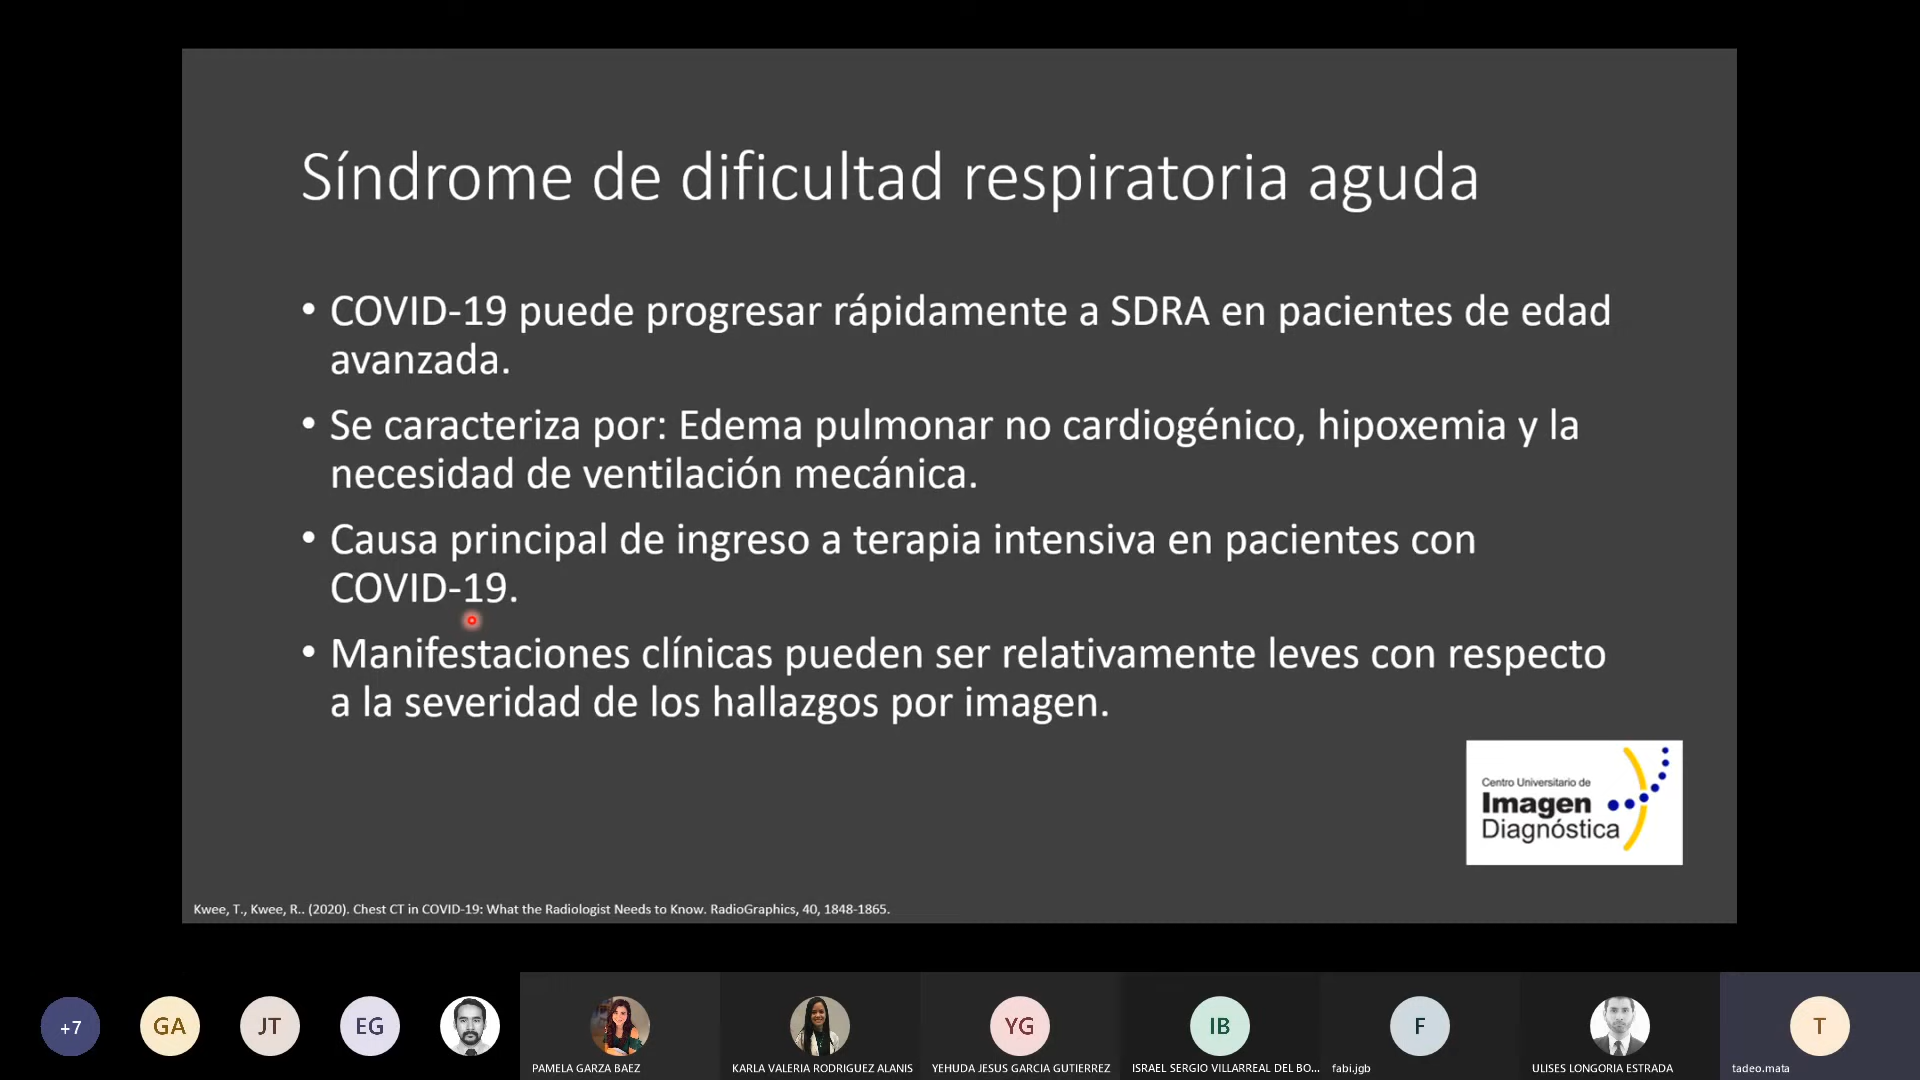 Síndrome de dificultad respiratoria aguda
• COVID-19 puede progresar rápidamente a SDRA en pacientes de edad
avanzada.
• Se caracteriza por: Edema pulmonar no cardiogénico, hipoxemia y la
necesidad de ventilación mecánica.
• Causa principal de ingreso a terapia intensiva en pacientes con
COVID-19.
• Manifestaciones clínicas pueden ser relativamente leves con respecto
a la severidad de los hallazgos por imagen.
Centro Universitario de
Imagen
Diagnóstica
Kwee, T., Kwee, R.. (2020). Chest CT in COVID-19: What the Radiologist Needs to Know. RadioGraphics, 40, 1848-1865.
+7
GA
JT
EG
YG
IB
F
T
PAMELA GARZA BAEZ
KARLA VALERIA RODRIGUEZ ALANIS
YEHUDA JESUS GARCIA GUTIERREZ
ISRAEL SERGIO VILLARREAL DEL BO...
fabi.jgb
ULISES LONGORIA ESTRADA
tadeo.mata